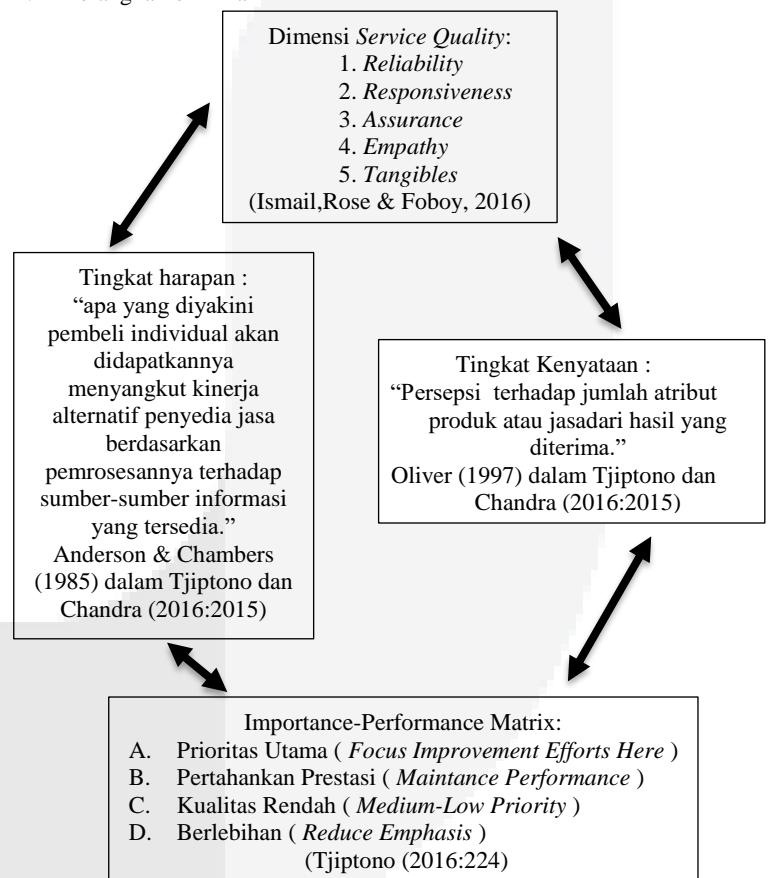 Dimensi Service Quality:
1. Reliability
2. Responsiveness
3. Assurance
4. Empathy
5. Tangibles
(Ismail,Rose & Foboy, 2016)
Tingkat harapan :
“apa yang diyakini
pembeli individual akan
didapatkannya
menyangkut kinerja
alternatif penyedia jasa
berdasarkan
pemrosesannya terhadap
sumber-sumber informasi
yang tersedia.”
Anderson & Chambers
(1985) dalam Tjiptono dan
Chandra (2016:2015)
Tingkat Kenyataan :
“Persepsi terhadap jumlah atribut
produk atau jasadari hasil yang
diterima.”
Oliver (1997) dalam Tjiptono dan
Chandra (2016:2015)
Importance-Performance Matrix:
A. Prioritas Utama ( Focus Improvement Efforts Here )
B. Pertahankan Prestasi ( Maintance Performance )
C. Kualitas Rendah ( Medium-Low Priority )
D. Berlebihan ( Reduce Emphasis )
(Tjiptono (2016:224)